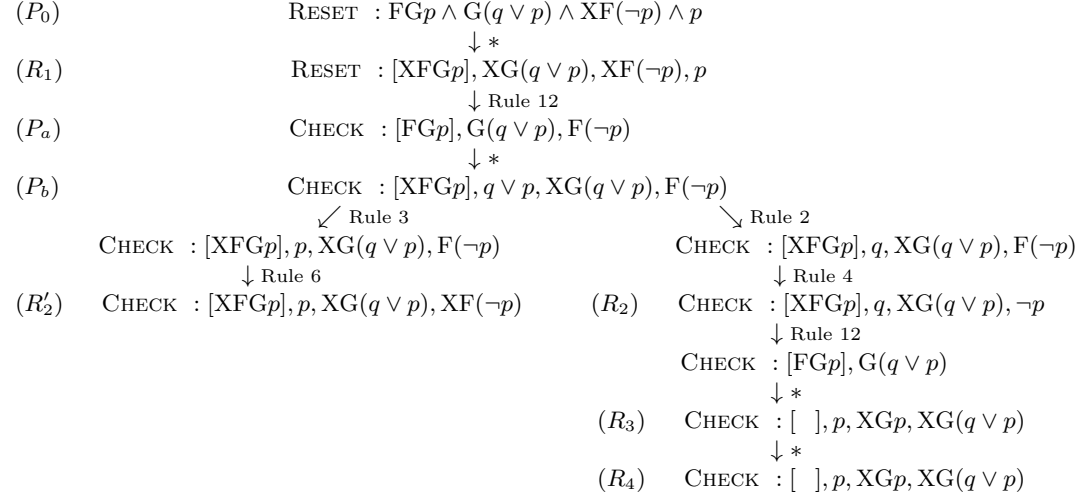 (P₀) RESET : FGp ∧ G(q ∨ p) ∧ XF(¬p) ∧ p
↓ *
(R₁) RESET : [XFGp], XG(q ∨ p), XF(¬p), p
↓ Rule 12
(Pₐ) CHECK : [FGp], G(q ∨ p), F(¬p)
↓ *
(P_b) CHECK : [XFGp], q ∨ p, XG(q ∨ p), F(¬p)
↙ Rule 3 ↘ Rule 2
CHECK : [XFGp], p, XG(q ∨ p), F(¬p) CHECK : [XFGp], q, XG(q ∨ p), F(¬p)
↓ Rule 6 ↓ Rule 4
(R′₂) CHECK : [XFGp], p, XG(q ∨ p), XF(¬p) (R₂) CHECK : [XFGp], q, XG(q ∨ p), ¬p
↓ Rule 12
CHECK : [FGp], G(q ∨ p)
↓ *
(R₃) CHECK : [ ], p, XGp, XG(q ∨ p)
↓ *
(R₄) CHECK : [ ], p, XGp, XG(q ∨ p)